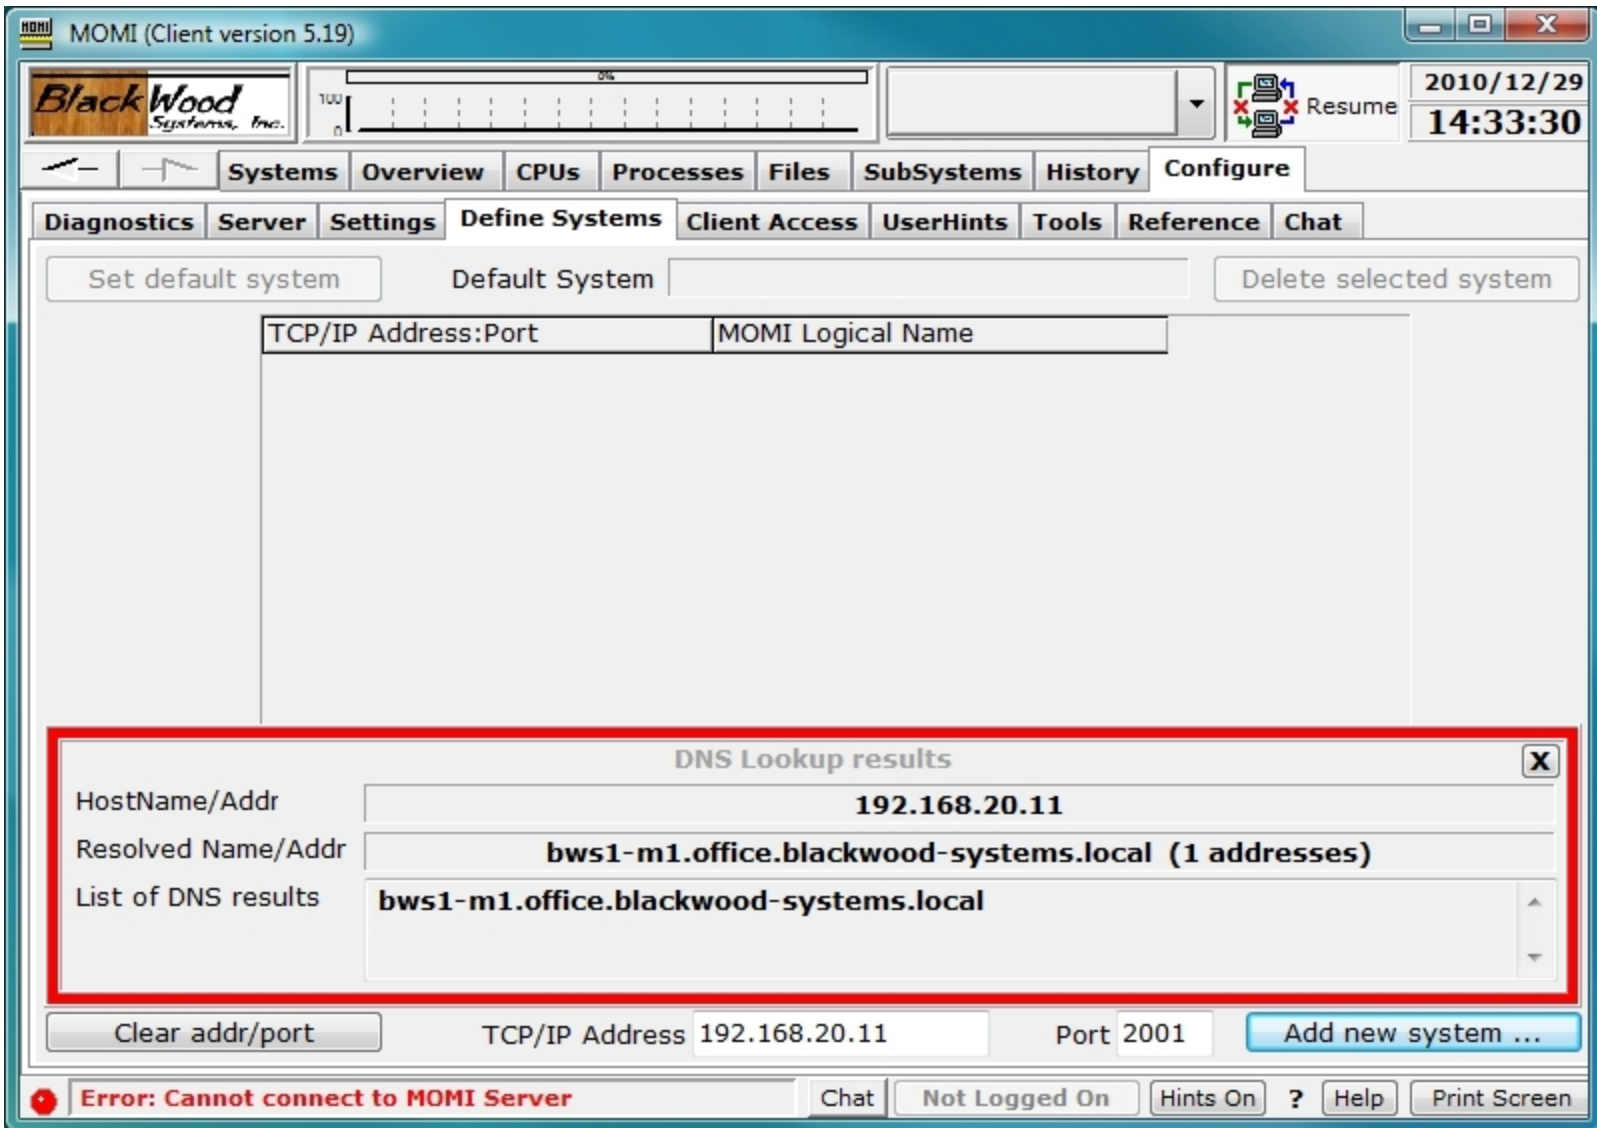 MOMI
MOMI (Client version 5.19)
BlackWood
Systems, Inc.
0%
100
0
Resume
2010/12/29
14:33:30
Systems Overview CPUs Processes Files SubSystems History Configure
Diagnostics Server Settings Define Systems Client Access UserHints Tools Reference Chat
Set default system Default System Delete selected system
TCP/IP Address:Port MOMI Logical Name
DNS Lookup results X
HostName/Addr 192.168.20.11
Resolved Name/Addr bws1-m1.office.blackwood-systems.local (1 addresses)
List of DNS results bws1-m1.office.blackwood-systems.local
Clear addr/port TCP/IP Address 192.168.20.11 Port 2001 Add new system ...
Error: Cannot connect to MOMI Server Chat Not Logged On Hints On ? Help Print Screen